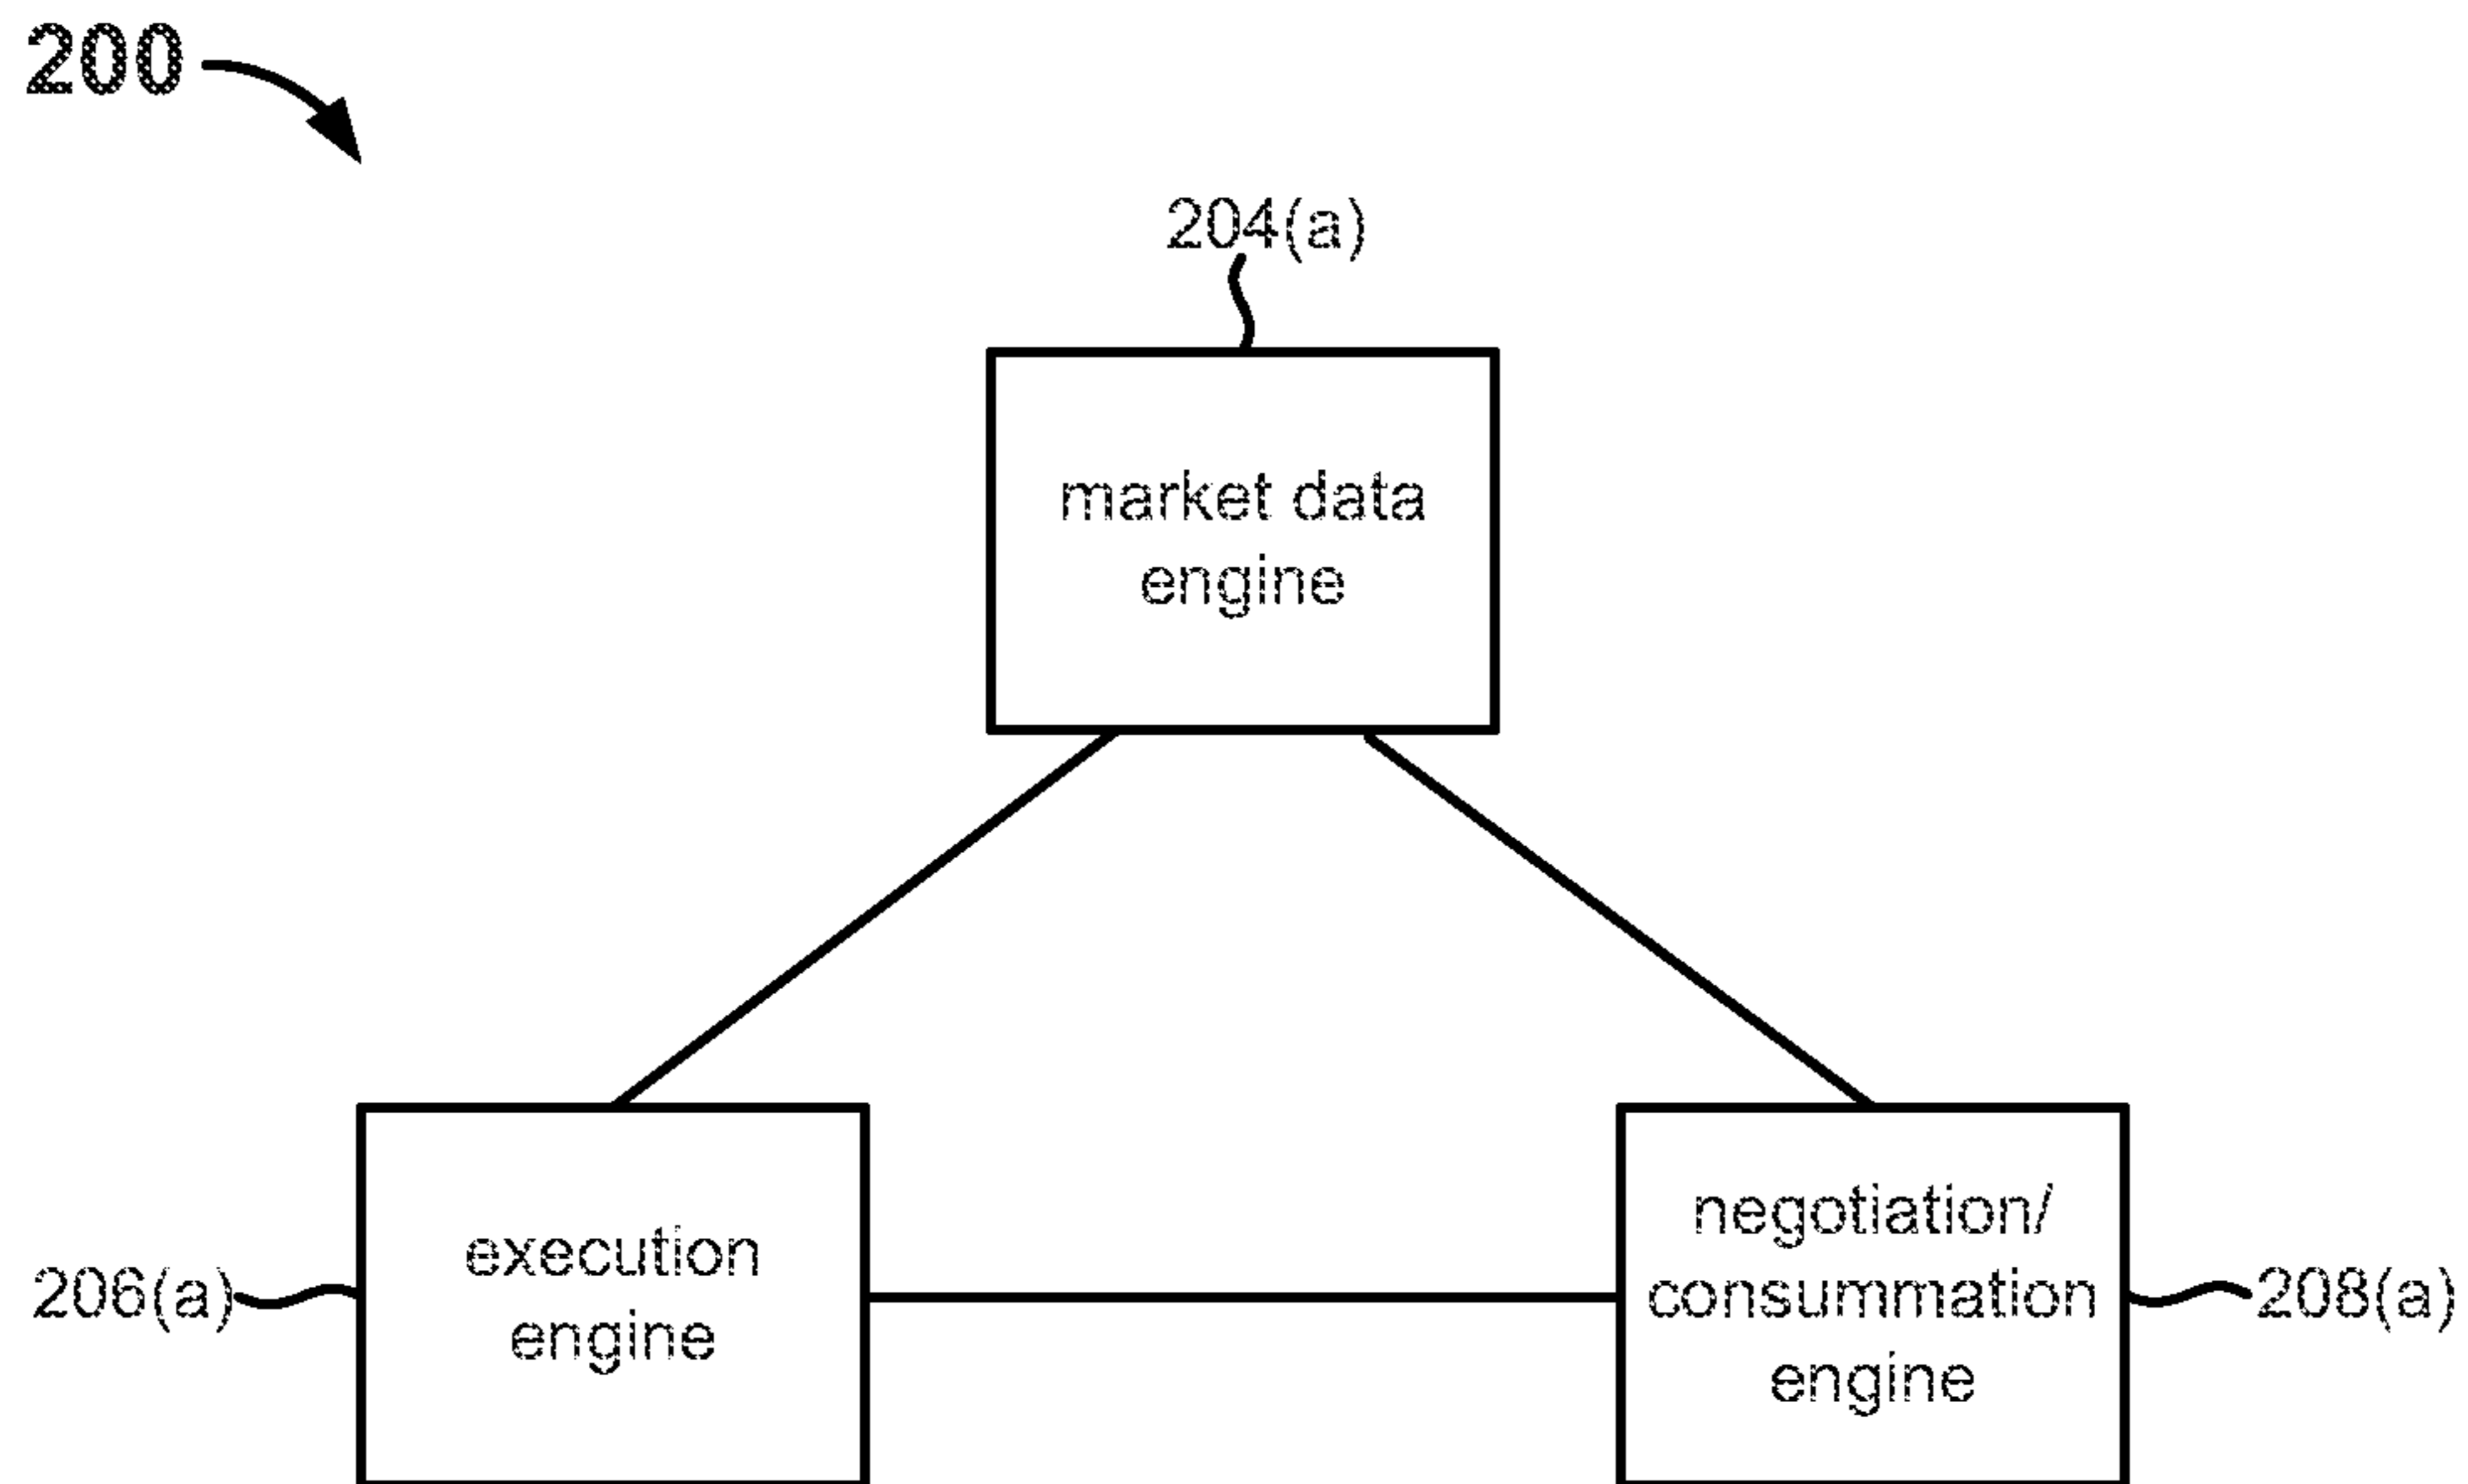 200
204(a)
market data
engine
execution
engine
206(a)
negotiation/
consummation
engine
208(a)